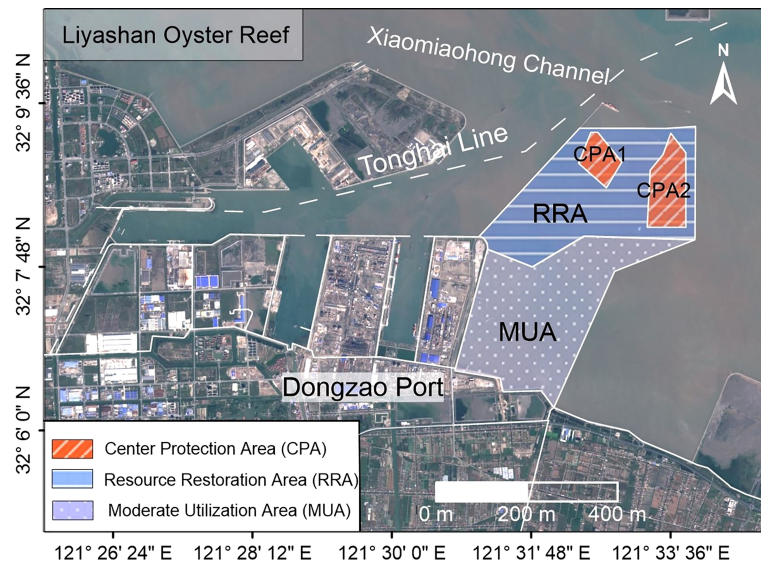 Liyashan Oyster Reef
Xiaomiaohong Channel
N
Tonghai Line
CPA1
CPA2
RRA
MUA
Dongzao Port
Center Protection Area (CPA)
Resource Restoration Area (RRA)
Moderate Utilization Area (MUA)
0 m 200 m 400 m
32° 9' 36" N
32° 7' 48" N
32° 6' 0" N
121° 26' 24" E 121° 28' 12" E 121° 30' 0" E 121° 31' 48" E 121° 33' 36" E